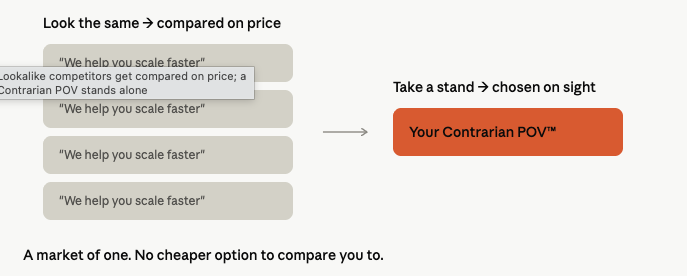 Look the same → compared on price
"We help you scale faster"
Lookalike competitors get compared on price; a
Contrarian POV stands alone
"We help you scale faster"
"We help you scale faster"
"We help you scale faster"
Take a stand → chosen on sight
Your Contrarian POV™
A market of one. No cheaper option to compare you to.